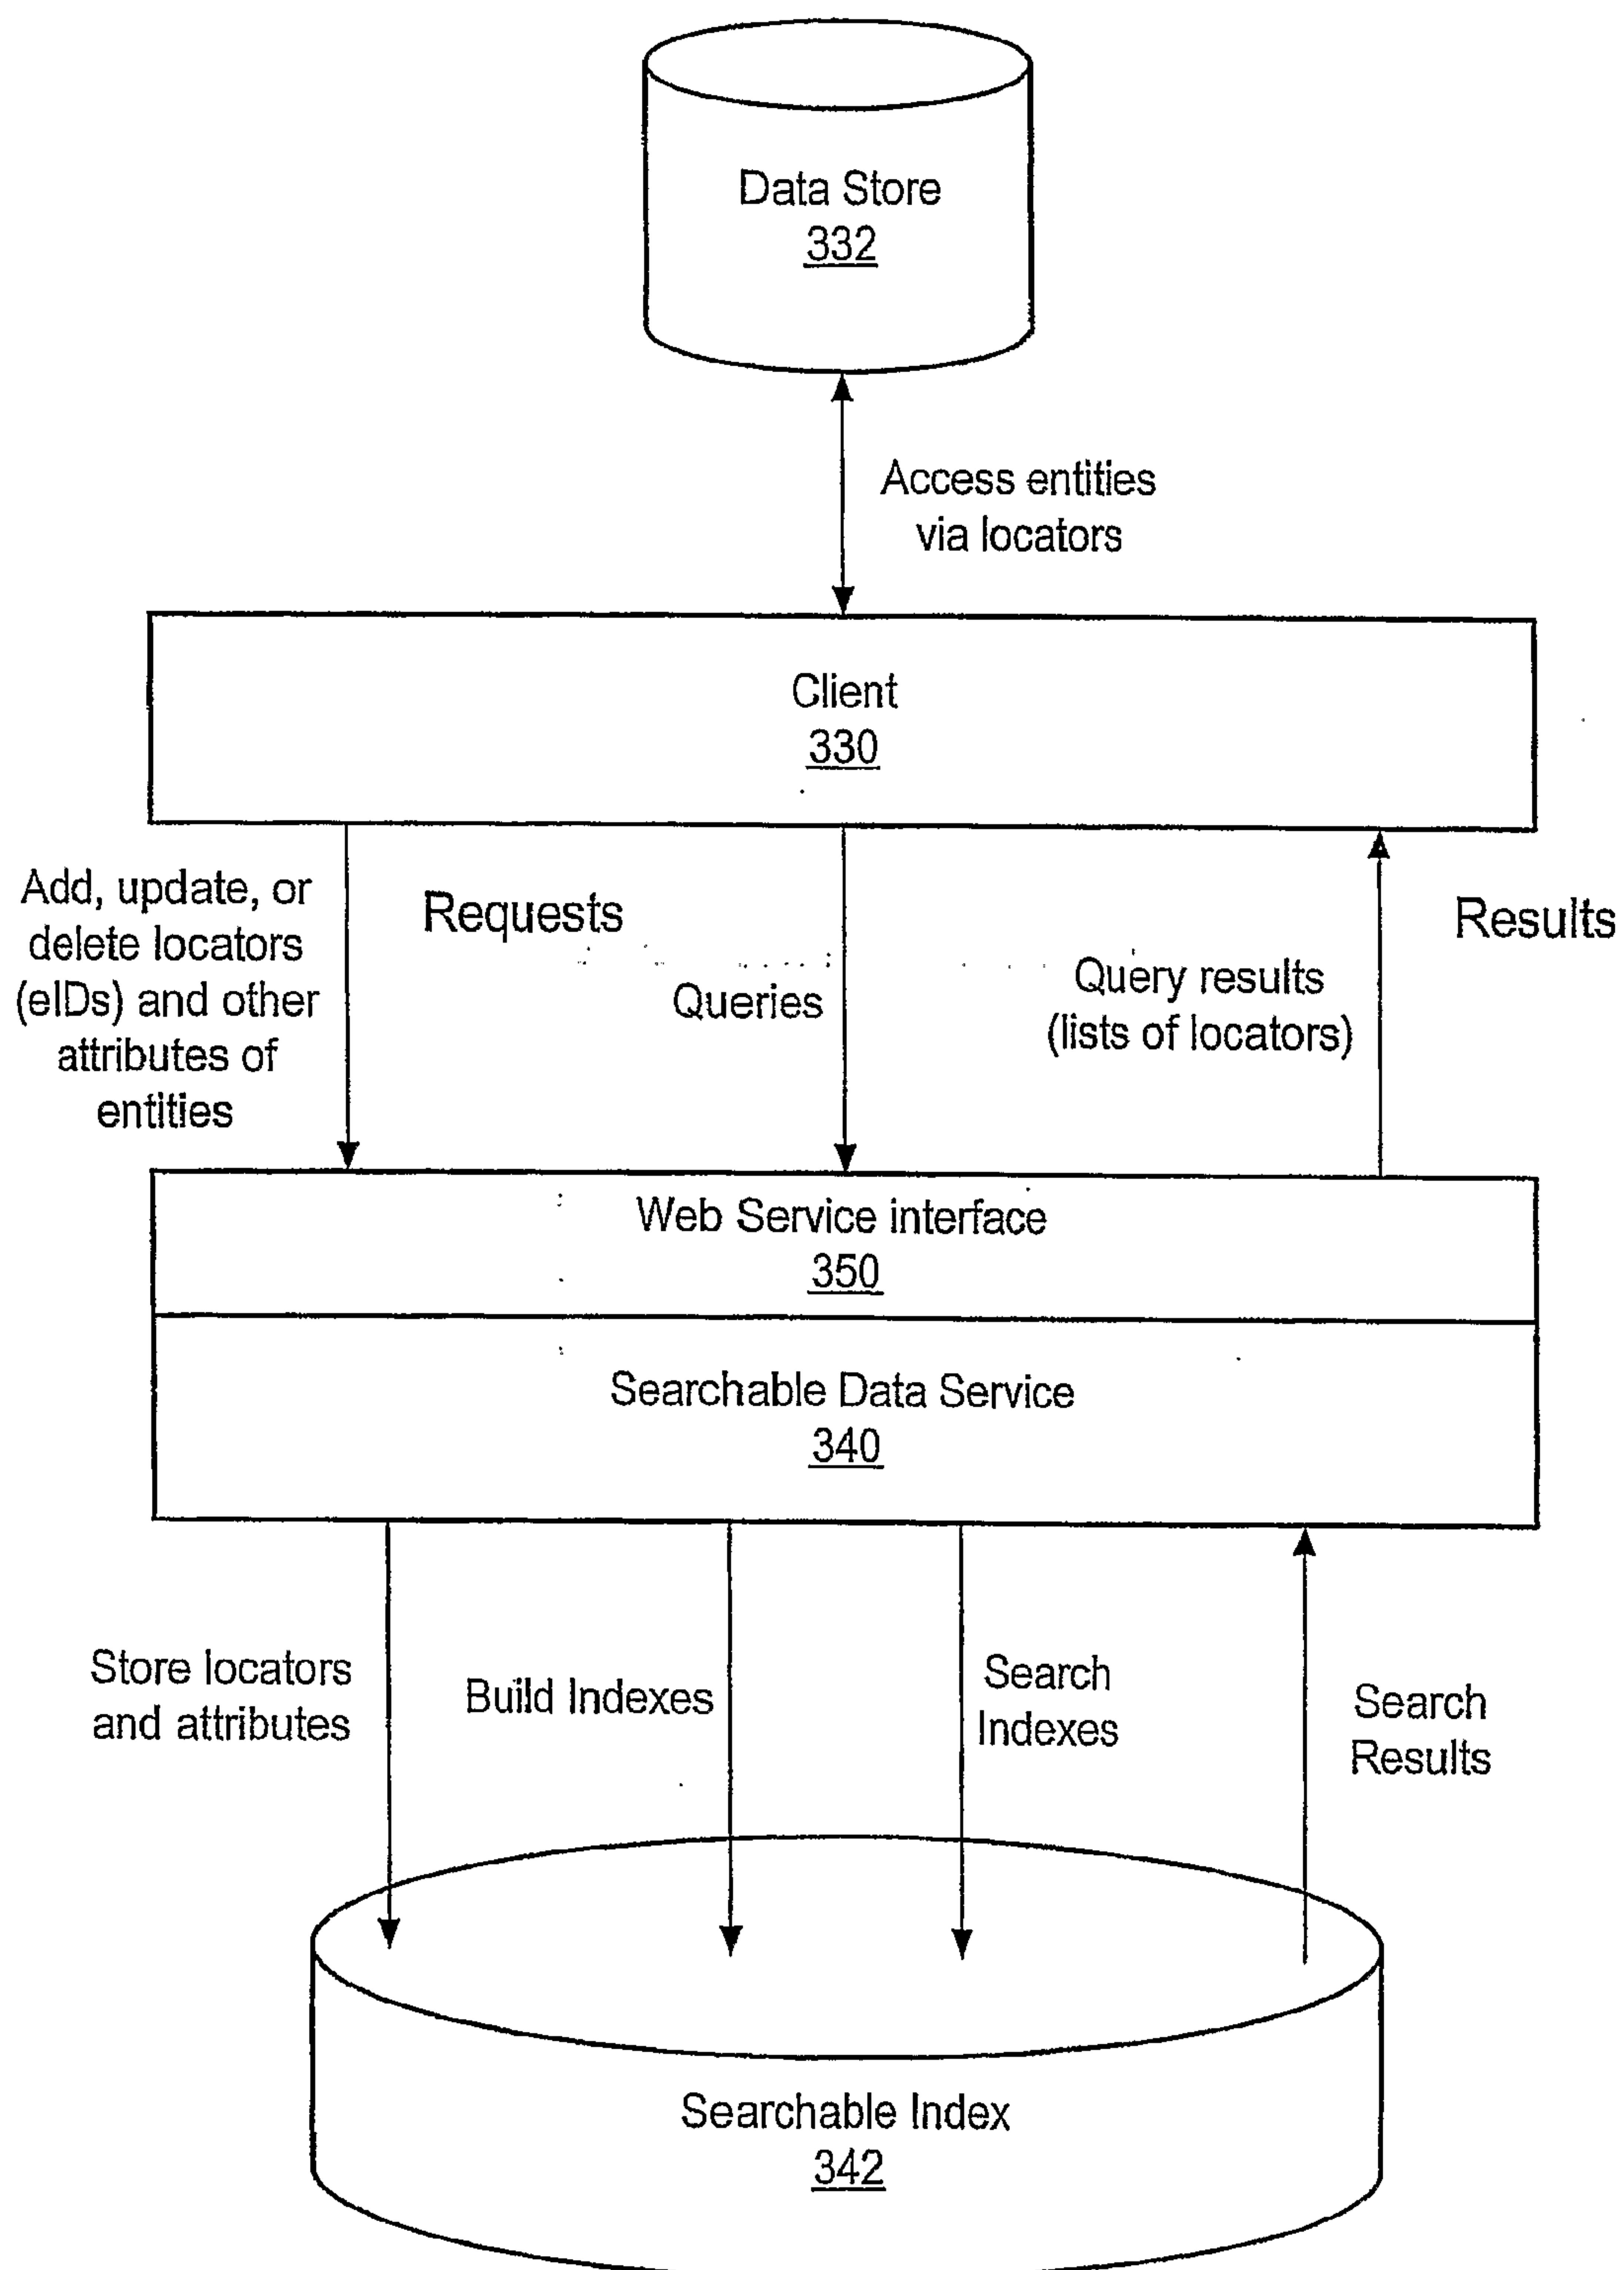 Data Store
332
Access entities
via locators
Client
330
Add, update, or
delete locators
(eIDs) and other
attributes of
entities
Requests
Queries
Query results
(lists of locators)
Results
Web Service interface
350
Searchable Data Service
340
Store locators
and attributes
Build Indexes
Search
Indexes
Search
Results
Searchable Index
342